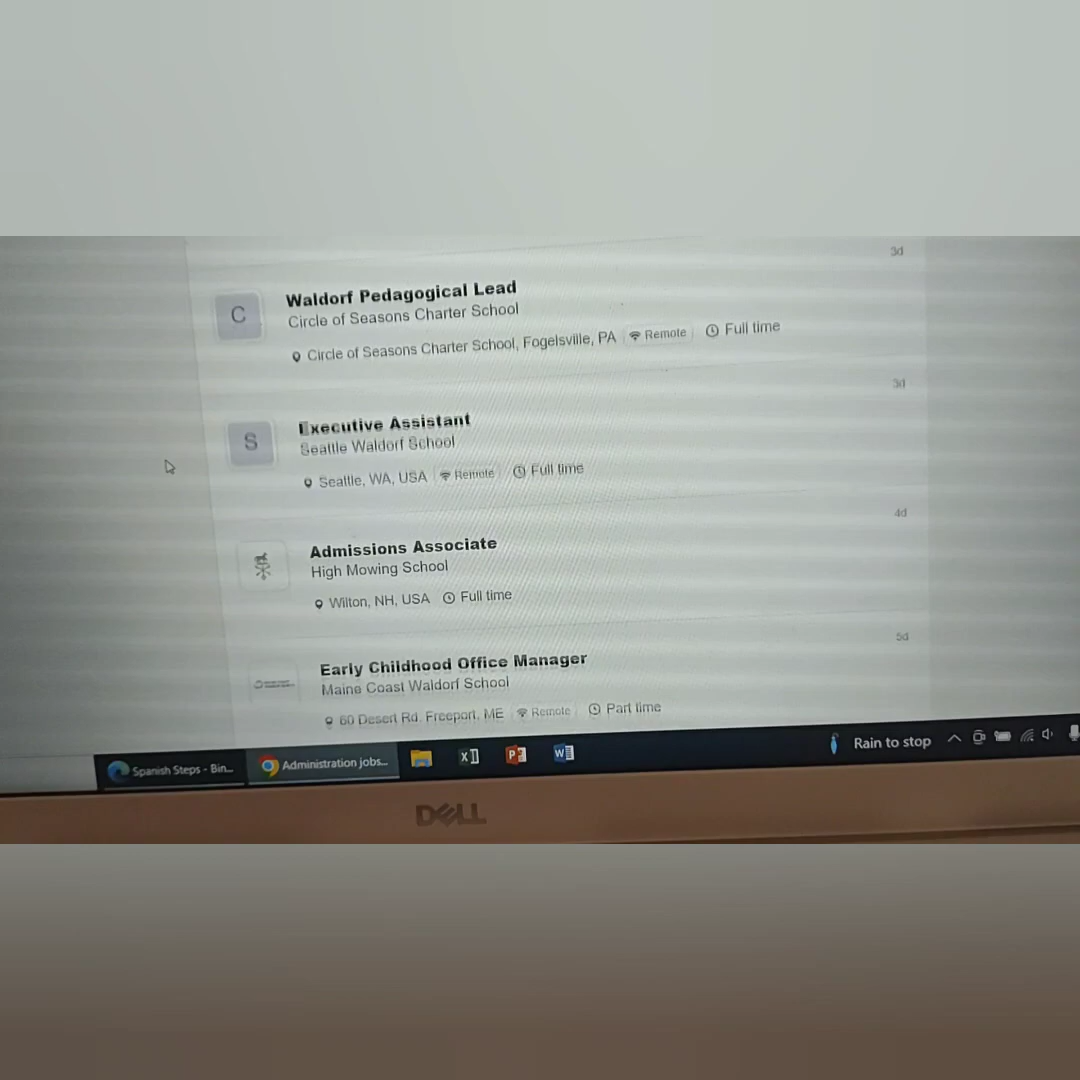 3d
C
Waldorf Pedagogical Lead
Circle of Seasons Charter School
Circle of Seasons Charter School, Fogelsville, PA Remote Full time
3d
S
Executive Assistant
Seattle Waldorf School
Seattle, WA, USA Remote Full time
4d
Admissions Associate
High Mowing School
Wilton, NH, USA Full time
5d
Early Childhood Office Manager
Maine Coast Waldorf School
60 Desert Rd, Freeport, ME Remote Part time
Spanish Steps - Bin... Administration jobs... Rain to stop
DELL